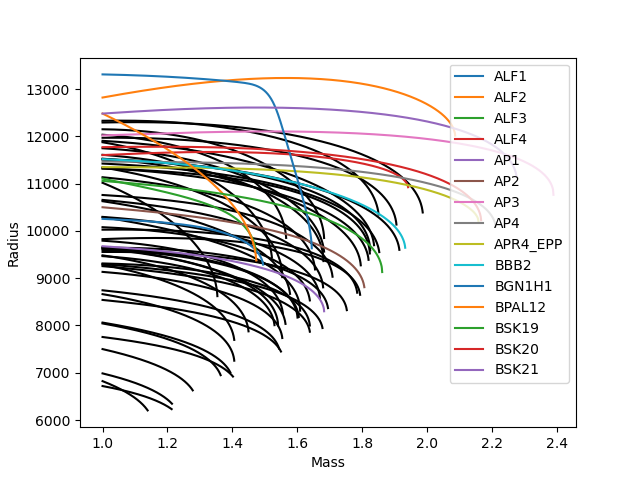 13000
12000
11000
10000
9000
8000
7000
6000
Radius
1.0
1.2
1.4
1.6
1.8
2.0
2.2
2.4
Mass
ALF1
ALF2
ALF3
ALF4
AP1
AP2
AP3
AP4
APR4_EPP
BBB2
BGN1H1
BPAL12
BSK19
BSK20
BSK21